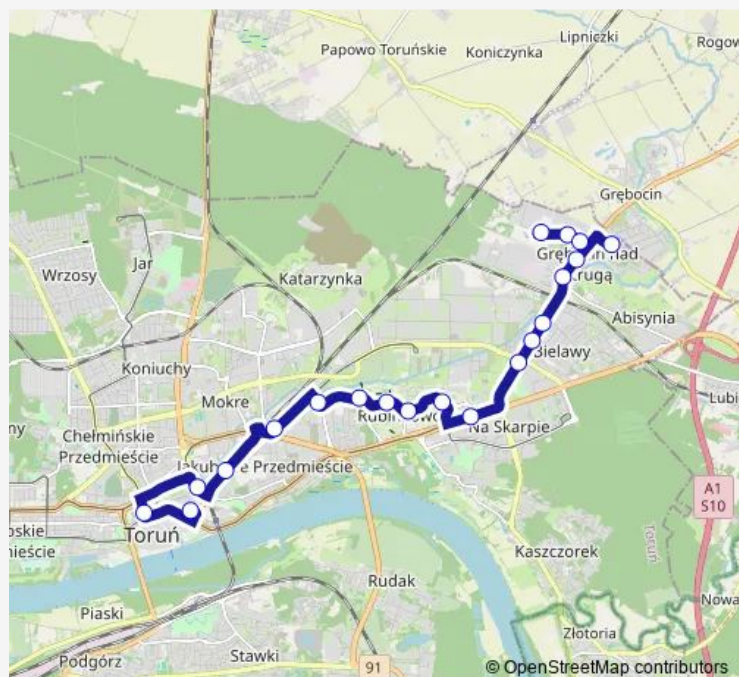 Lipniczki
Papowo Toruńskie
Koniczynka
Rogow
Grębocin
Grębocin nad
Strugą
Wrzosy
Jar
Katarzynka
Abisynia
Koniuchy
Bielawy
Mokre
Lubi
Rubinkowo
Na Skarpie
Chełmińskie
Przedmieście
Jakubskie Przedmieście
A1
S10
Toruń
Toruń
Kaszczorek
Rudak
Piaski
Nowa
Złotoria
Podgórz
Stawki
91
© OpenStreetMap contributors